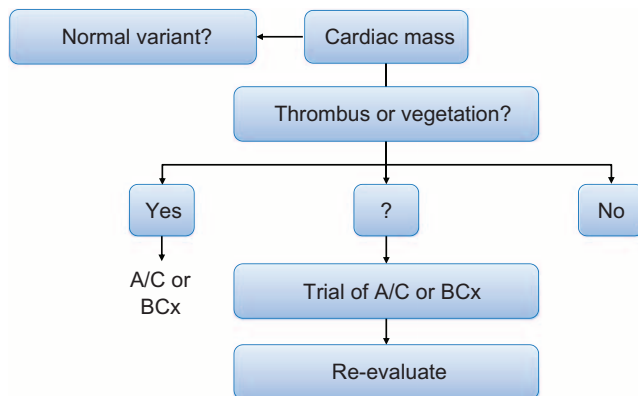 Normal variant?
Cardiac mass
Thrombus or vegetation?
Yes
?
No
A/C or
BCx
Trial of A/C or BCx
Re-evaluate